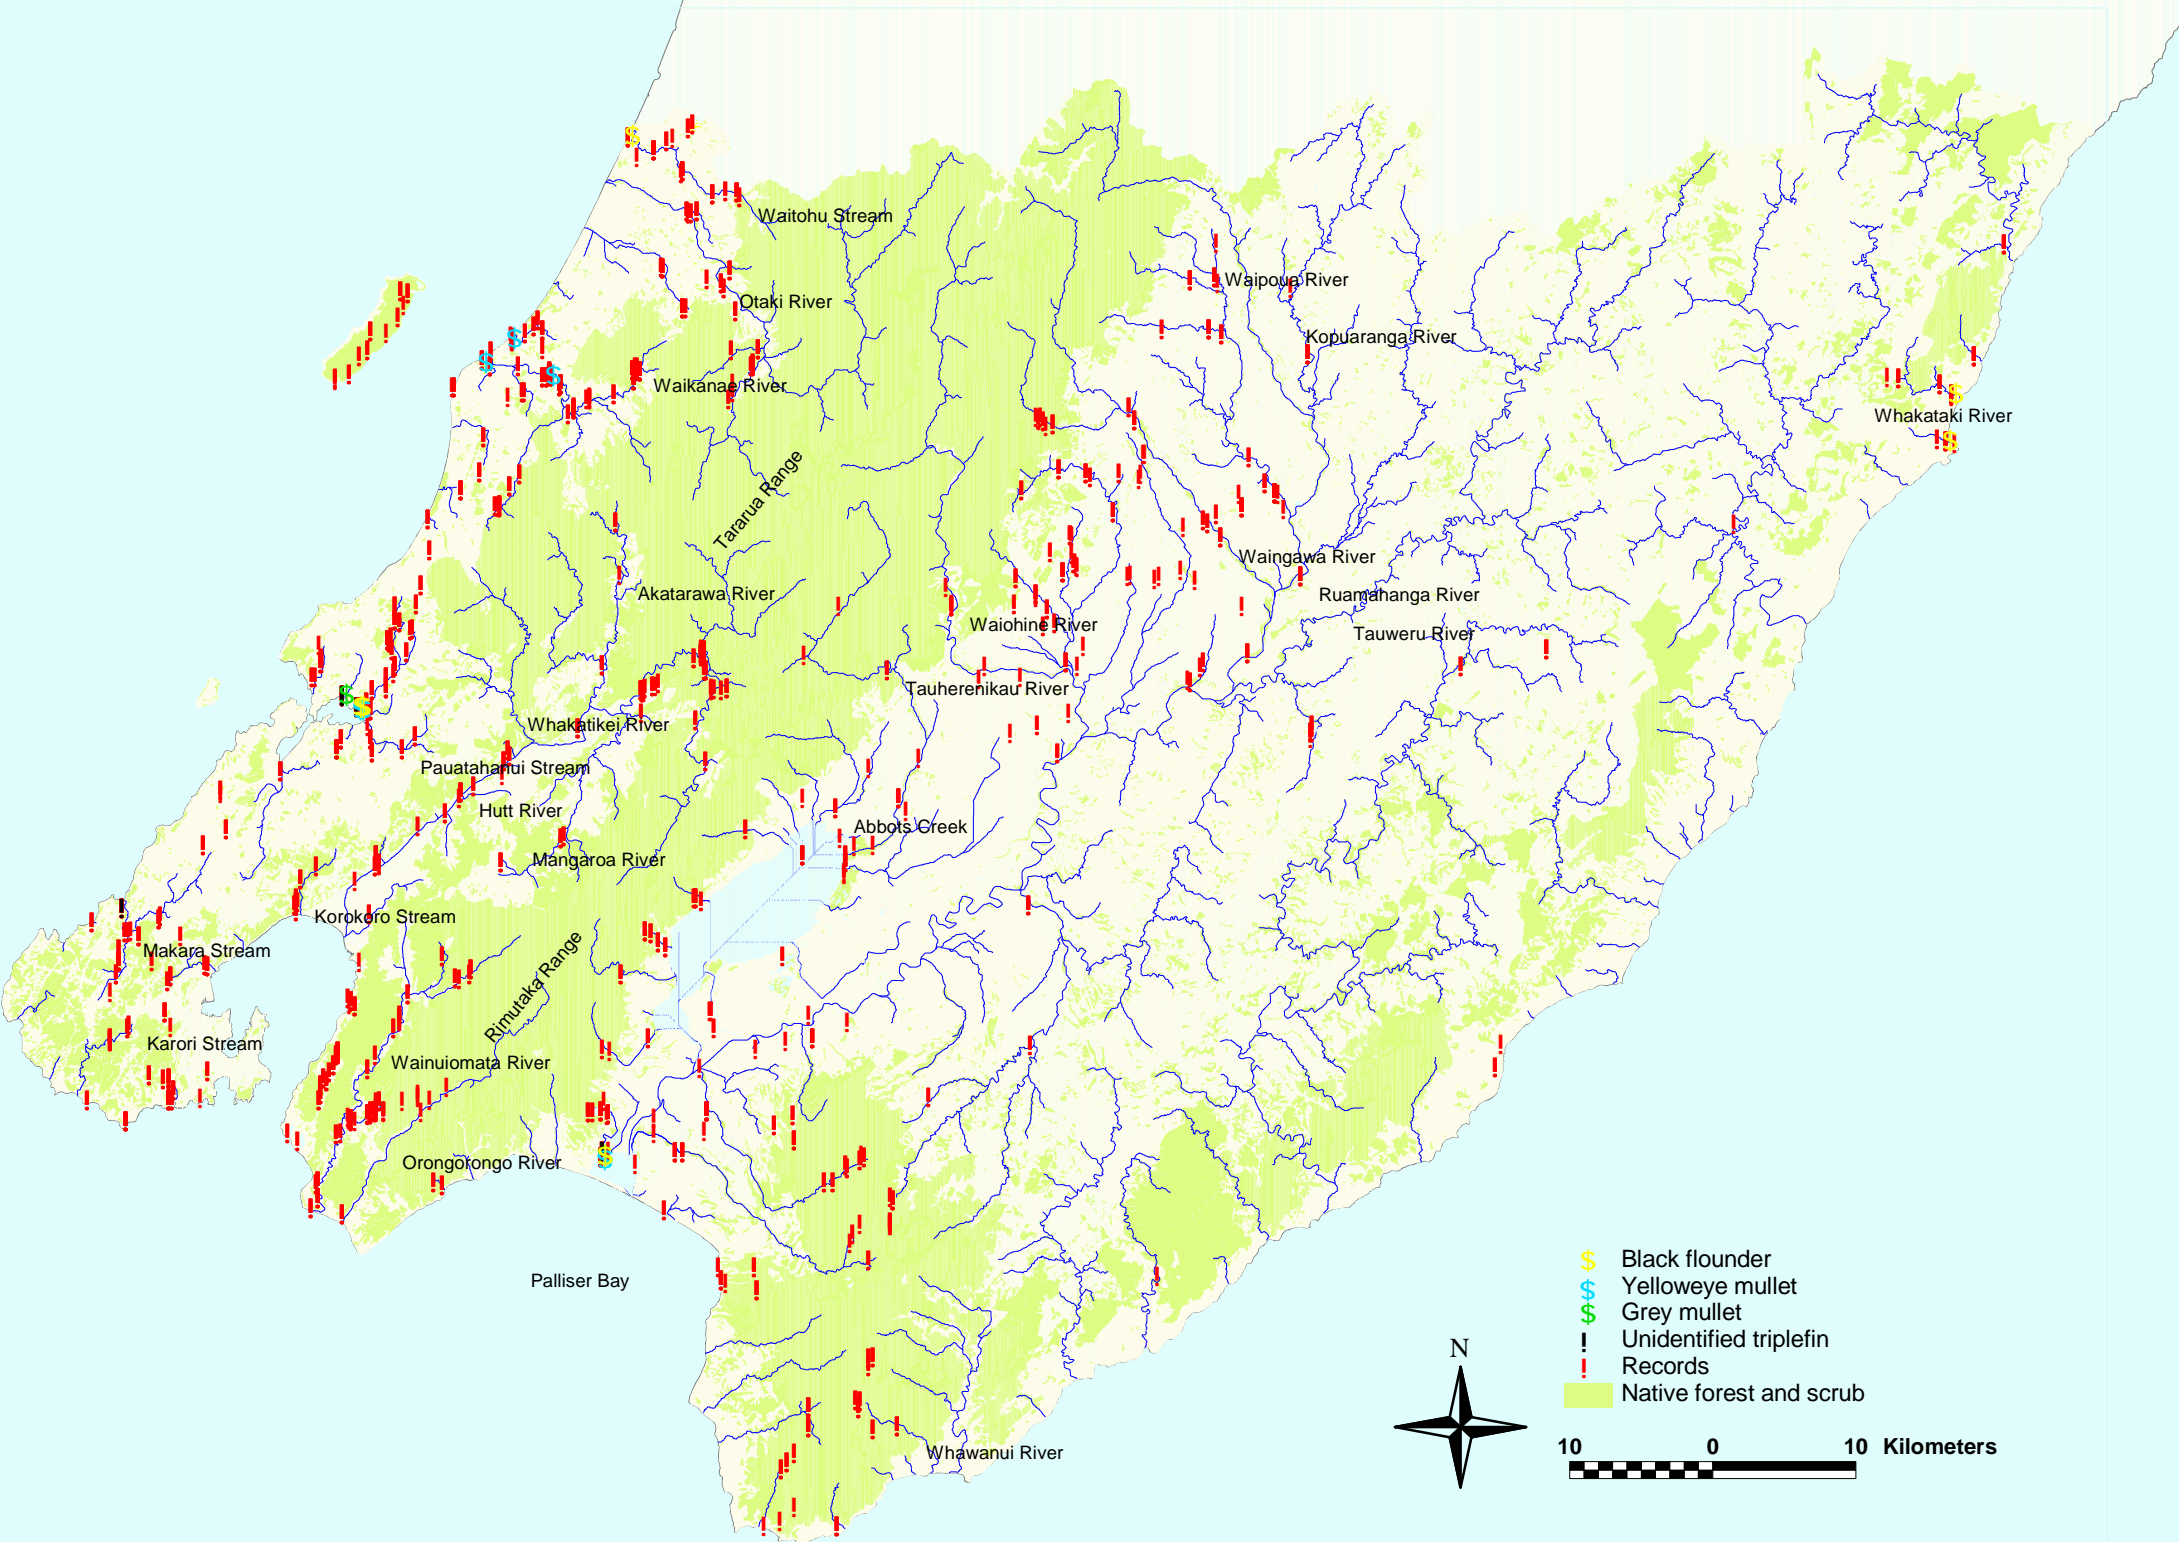 Waitohu Stream
Waipoua River
Otaki River
Kopuaranga River
Waikanae River
Whakataki River
Tararua Range
Waingawa River
Akatarawa River
Ruamahanga River
Waiohine River
Tauweru River
Tauherenikau River
Whakatikei River
Pauatahanui Stream
Hutt River
Abbots Creek
Mangaroa River
Korokoro Stream
Makara Stream
Rimutaka Range
Karori Stream
Wainuiomata River
Orongorongo River
Palliser Bay
Whawanui River
$ Black flounder
$ Yelloweye mullet
$ Grey mullet
! Unidentified triplefin
! Records
Native forest and scrub
N
10 0 10 Kilometers